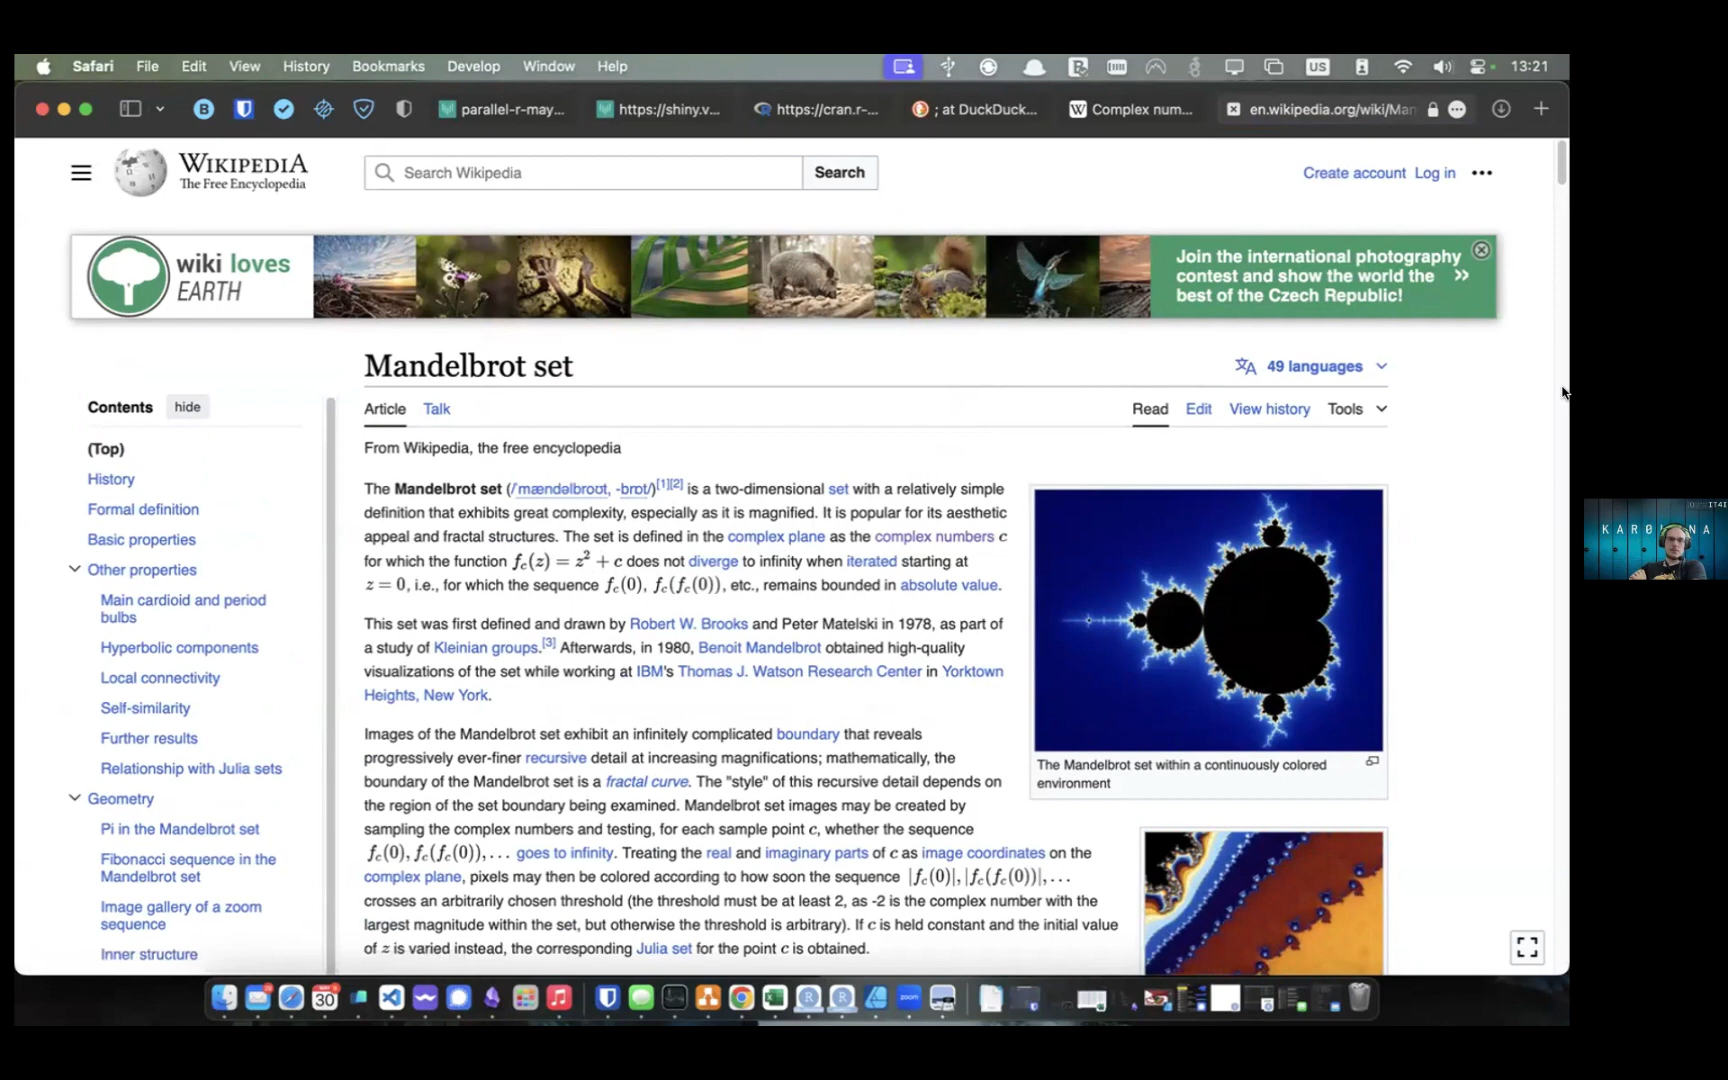 Safari File Edit View History Bookmarks Develop Window Help US 13:21
B parallel-r-may... https://shiny.v... https://cran.r-... ; at DuckDuck... W Complex num... en.wikipedia.org/wiki/Man
WIKIPEDIA
The Free Encyclopedia
Search Wikipedia Search
Create account Log in
wiki loves
EARTH
Join the international photography
contest and show the world the
best of the Czech Republic!
Mandelbrot set
49 languages
Contents hide
Article Talk
Read Edit View history Tools
(Top)
History
Formal definition
Basic properties
Other properties
Main cardioid and period
bulbs
Hyperbolic components
Local connectivity
Self-similarity
Further results
Relationship with Julia sets
Geometry
Pi in the Mandelbrot set
Fibonacci sequence in the
Mandelbrot set
Image gallery of a zoom
sequence
Inner structure
From Wikipedia, the free encyclopedia
The Mandelbrot set (/ˈmændəlbroʊt, -brɒt/)[1][2] is a two-dimensional set with a relatively simple
definition that exhibits great complexity, especially as it is magnified. It is popular for its aesthetic
appeal and fractal structures. The set is defined in the complex plane as the complex numbers c
for which the function f_c(z) = z² + c does not diverge to infinity when iterated starting at
z = 0, i.e., for which the sequence f_c(0), f_c(f_c(0)), etc., remains bounded in absolute value.
This set was first defined and drawn by Robert W. Brooks and Peter Matelski in 1978, as part of
a study of Kleinian groups.[3] Afterwards, in 1980, Benoit Mandelbrot obtained high-quality
visualizations of the set while working at IBM's Thomas J. Watson Research Center in Yorktown
Heights, New York.
Images of the Mandelbrot set exhibit an infinitely complicated boundary that reveals
progressively ever-finer recursive detail at increasing magnifications; mathematically, the
boundary of the Mandelbrot set is a fractal curve. The "style" of this recursive detail depends on
the region of the set boundary being examined. Mandelbrot set images may be created by
sampling the complex numbers and testing, for each sample point c, whether the sequence
f_c(0), f_c(f_c(0)), ... goes to infinity. Treating the real and imaginary parts of c as image coordinates on the
complex plane, pixels may then be colored according to how soon the sequence |f_c(0)|, |f_c(f_c(0))|, ...
crosses an arbitrarily chosen threshold (the threshold must be at least 2, as -2 is the complex number with the
largest magnitude within the set, but otherwise the threshold is arbitrary). If c is held constant and the initial value
of z is varied instead, the corresponding Julia set for the point c is obtained.
The Mandelbrot set within a continuously colored
environment
IT4I
30
zoom